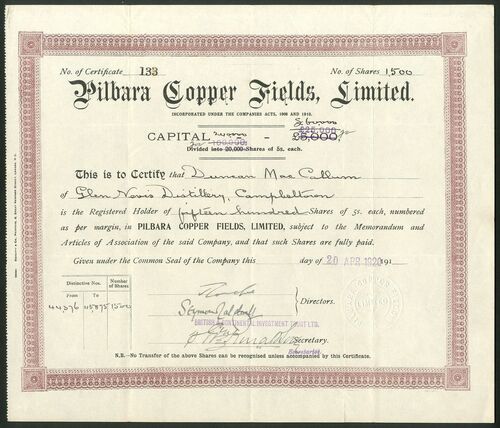 No. of Certificate 133 No. of Shares 1500
Pilbara Copper Fields, Limited.
INCORPORATED UNDER THE COMPANIES ACTS, 1908 AND 1913.
CAPITAL - £5,000,
Divided into 20,000 Shares of 5s. each.
This is to Certify that Duncan MacCallum
of Glen Nevis Distillery, Campbeltown
is the Registered Holder of fifteen hundred Shares of 5s. each, numbered
as per margin, in PILBARA COPPER FIELDS, LIMITED, subject to the Memorandum and
Articles of Association of the said Company, and that such Shares are fully paid.
Given under the Common Seal of the Company this day of 20 APR 1920 191
Distinctive Nos. Number of Shares
From To
44376 45875 1500
Directors.
BRITISH & CONTINENTAL INVESTMENT TRUST LTD.
Secretary.
N.B.—No Transfer of the above Shares can be recognised unless accompanied by this Certificate.
LIMITED